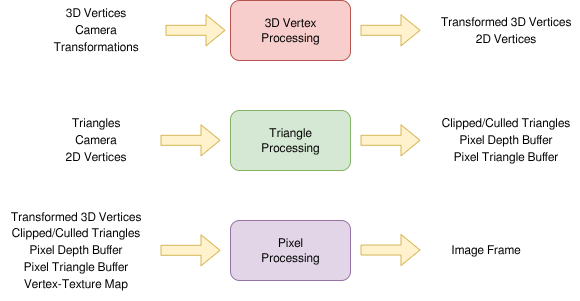 3D Vertices
Camera
Transformations
3D Vertex
Processing
Transformed 3D Vertices
2D Vertices
Triangles
Camera
2D Vertices
Triangle
Processing
Clipped/Culled Triangles
Pixel Depth Buffer
Pixel Triangle Buffer
Transformed 3D Vertices
Clipped/Culled Triangles
Pixel Depth Buffer
Pixel Triangle Buffer
Vertex-Texture Map
Pixel
Processing
Image Frame